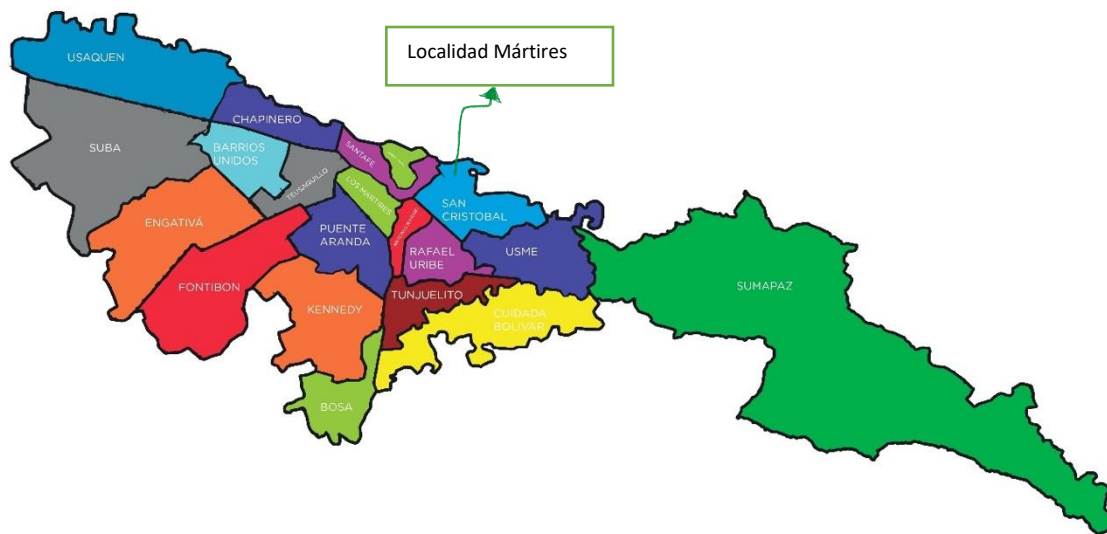 Localidad Mártires
USAQUEN
CHAPINERO
SUBA
BARRIOS
UNIDOS
SANTAFE
TEUSAQUILLO
LOS MARTIRES
SAN
CRISTOBAL
ENGATIVÁ
PUENTE
ARANDA
RAFAEL
URIBE
USME
FONTIBON
KENNEDY
TUNJUELITO
CUIDADA
BOLIVAR
SUMAPAZ
BOSA